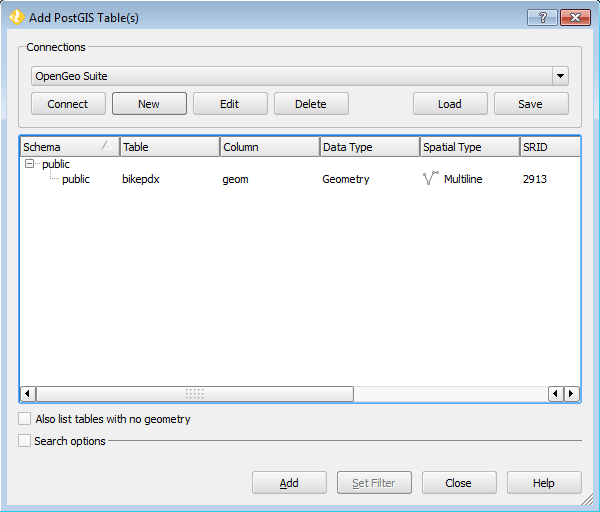 Add PostGIS Table(s)
Connections
OpenGeo Suite
Connect New Edit Delete Load Save
Schema Table Column Data Type Spatial Type SRID
public
public bikepdx geom Geometry Multiline 2913
Also list tables with no geometry
Search options
Add Set Filter Close Help